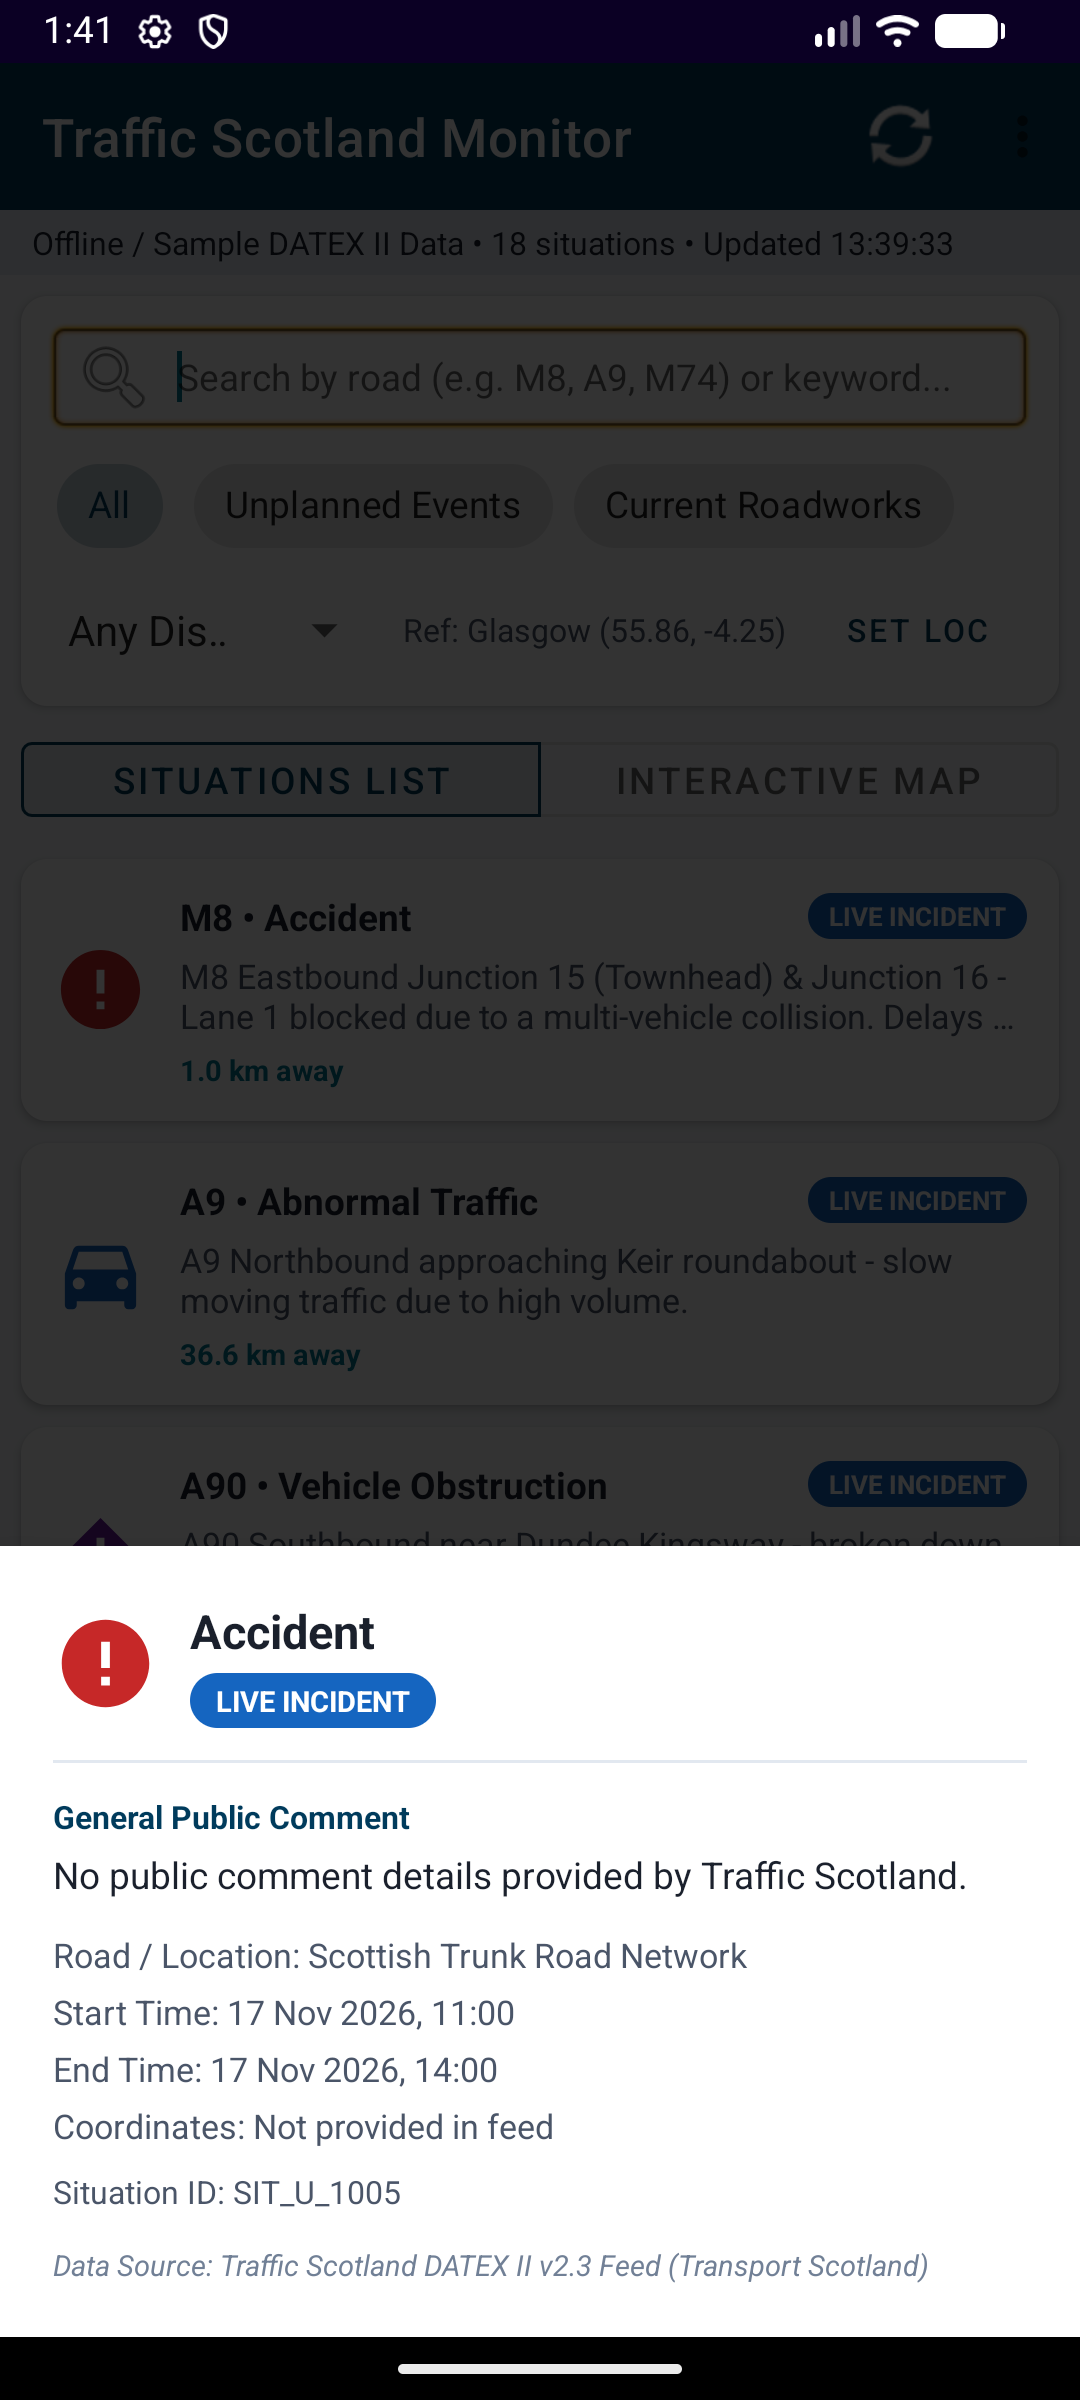 1:41
Traffic Scotland Monitor
Offline / Sample DATEX II Data • 18 situations • Updated 13:39:33
Search by road (e.g. M8, A9, M74) or keyword...
All
Unplanned Events
Current Roadworks
Any Dis..
Ref: Glasgow (55.86, -4.25)
SET LOC
SITUATIONS LIST
INTERACTIVE MAP
M8 • Accident
LIVE INCIDENT
M8 Eastbound Junction 15 (Townhead) & Junction 16 -
Lane 1 blocked due to a multi-vehicle collision. Delays ...
1.0 km away
A9 • Abnormal Traffic
LIVE INCIDENT
A9 Northbound approaching Keir roundabout - slow
moving traffic due to high volume.
36.6 km away
A90 • Vehicle Obstruction
LIVE INCIDENT
A90 Southbound near Dundee Kingsway - broken down
Accident
LIVE INCIDENT
General Public Comment
No public comment details provided by Traffic Scotland.
Road / Location: Scottish Trunk Road Network
Start Time: 17 Nov 2026, 11:00
End Time: 17 Nov 2026, 14:00
Coordinates: Not provided in feed
Situation ID: SIT_U_1005
Data Source: Traffic Scotland DATEX II v2.3 Feed (Transport Scotland)